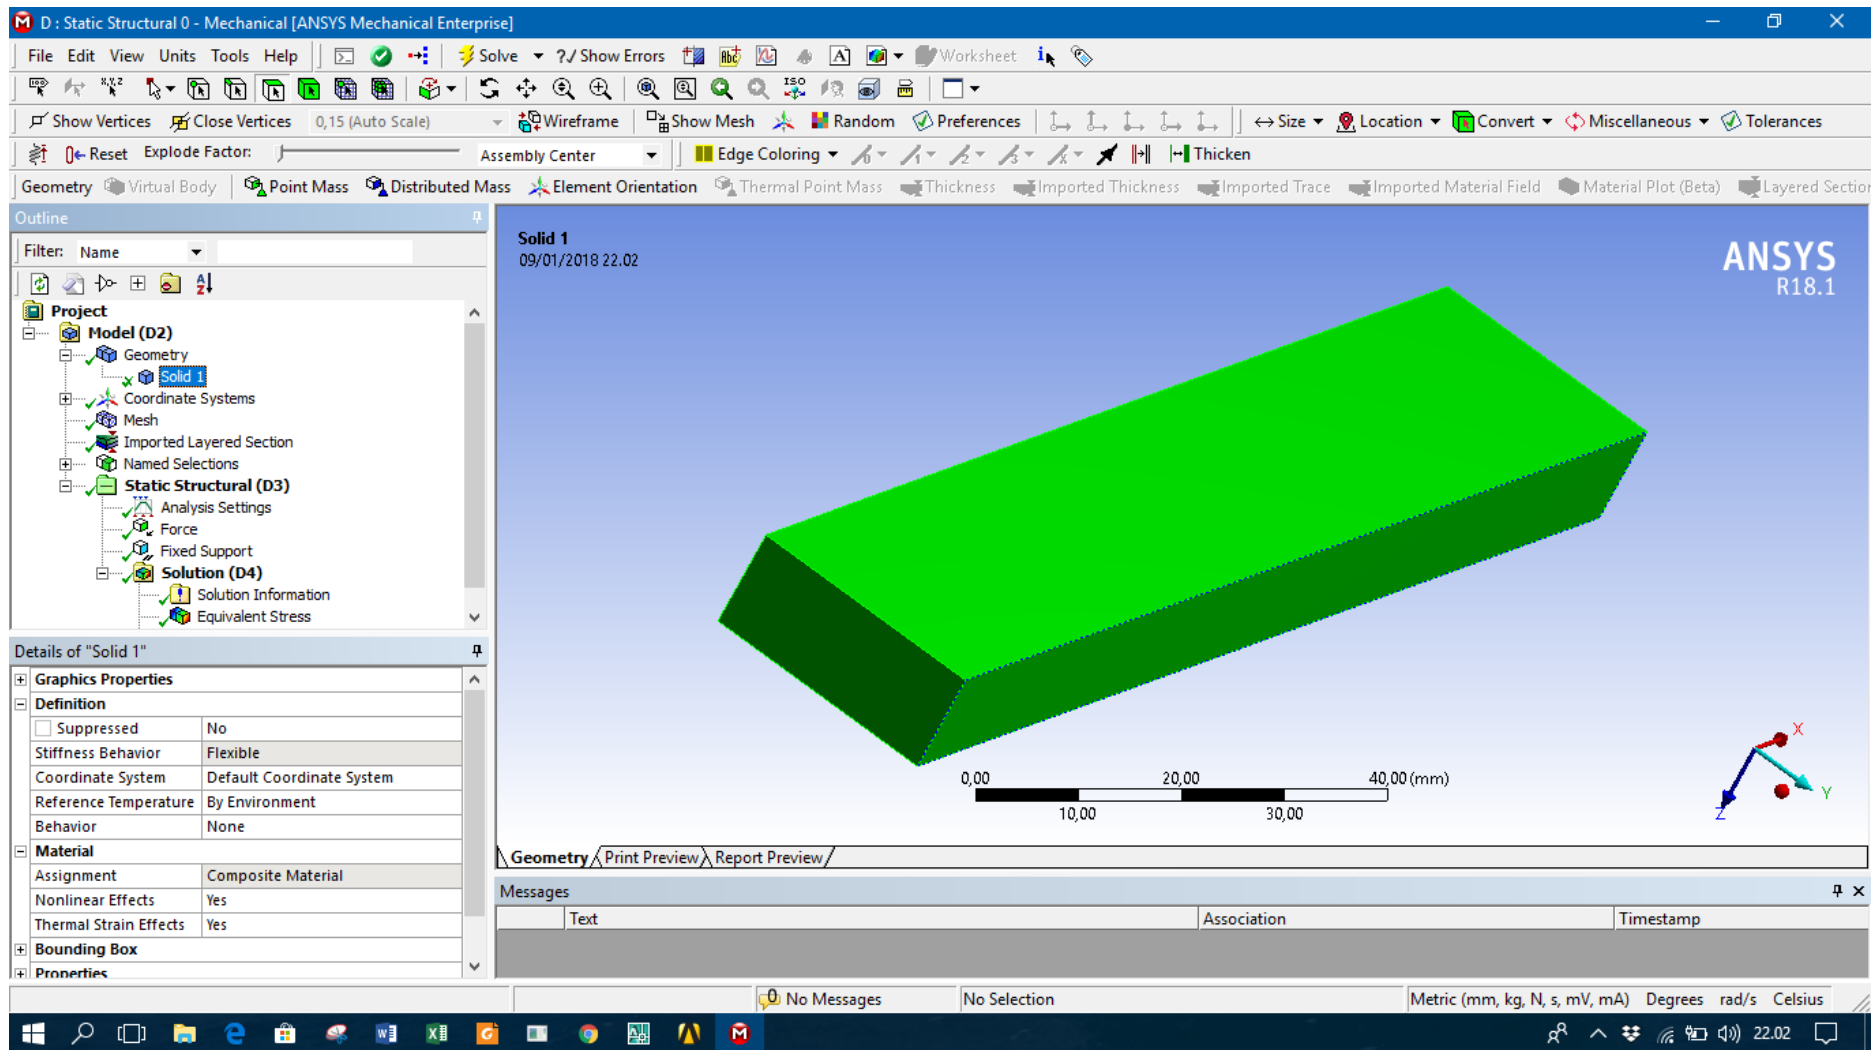 D : Static Structural 0 - Mechanical [ANSYS Mechanical Enterprise]
File Edit View Units Tools Help Solve ?/ Show Errors Worksheet
Show Vertices Close Vertices 0,15 (Auto Scale) Wireframe Show Mesh Random Preferences Size Location Convert Miscellaneous Tolerances
Reset Explode Factor: Assembly Center Edge Coloring Thicken
Geometry Virtual Body Point Mass Distributed Mass Element Orientation Thermal Point Mass Thickness Imported Thickness Imported Trace Imported Material Field Material Plot (Beta) Layered Section
Outline
Filter: Name
Project
Model (D2)
Geometry
Solid 1
Coordinate Systems
Mesh
Imported Layered Section
Named Selections
Static Structural (D3)
Analysis Settings
Force
Fixed Support
Solution (D4)
Solution Information
Equivalent Stress
Details of "Solid 1"
Graphics Properties
Definition
Suppressed No
Stiffness Behavior Flexible
Coordinate System Default Coordinate System
Reference Temperature By Environment
Behavior None
Material
Assignment Composite Material
Nonlinear Effects Yes
Thermal Strain Effects Yes
Bounding Box
Properties
Solid 1
09/01/2018 22.02
ANSYS
R18.1
X
Y
Z
0,00 20,00 40,00 (mm)
10,00 30,00
Geometry Print Preview Report Preview
Messages
Text Association Timestamp
No Messages No Selection Metric (mm, kg, N, s, mV, mA) Degrees rad/s Celsius
22.02